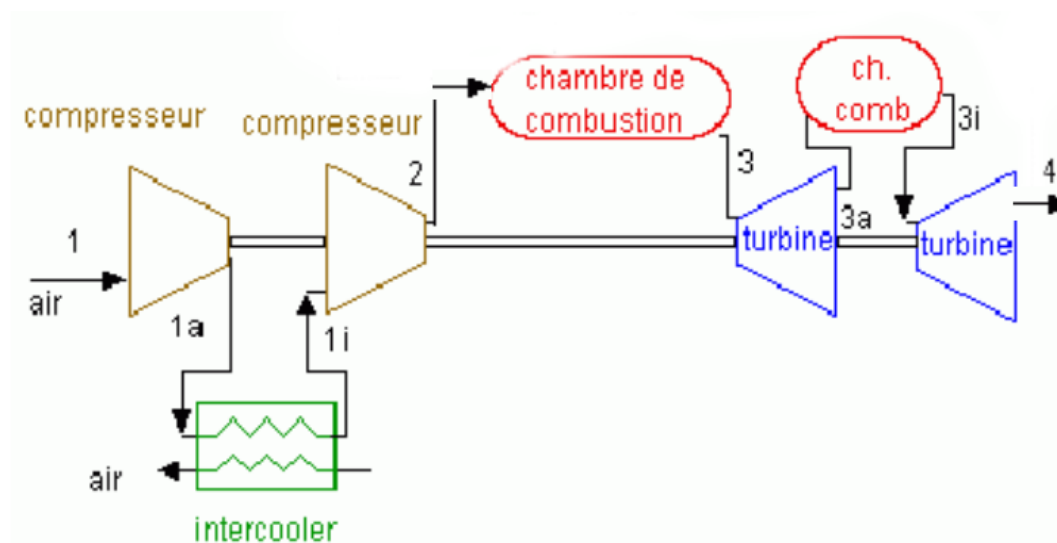 compresseur
compresseur
chambre de
combustion
ch.
comb
1
air
1a
1i
2
3
turbine
3a
3i
turbine
4
air
intercooler